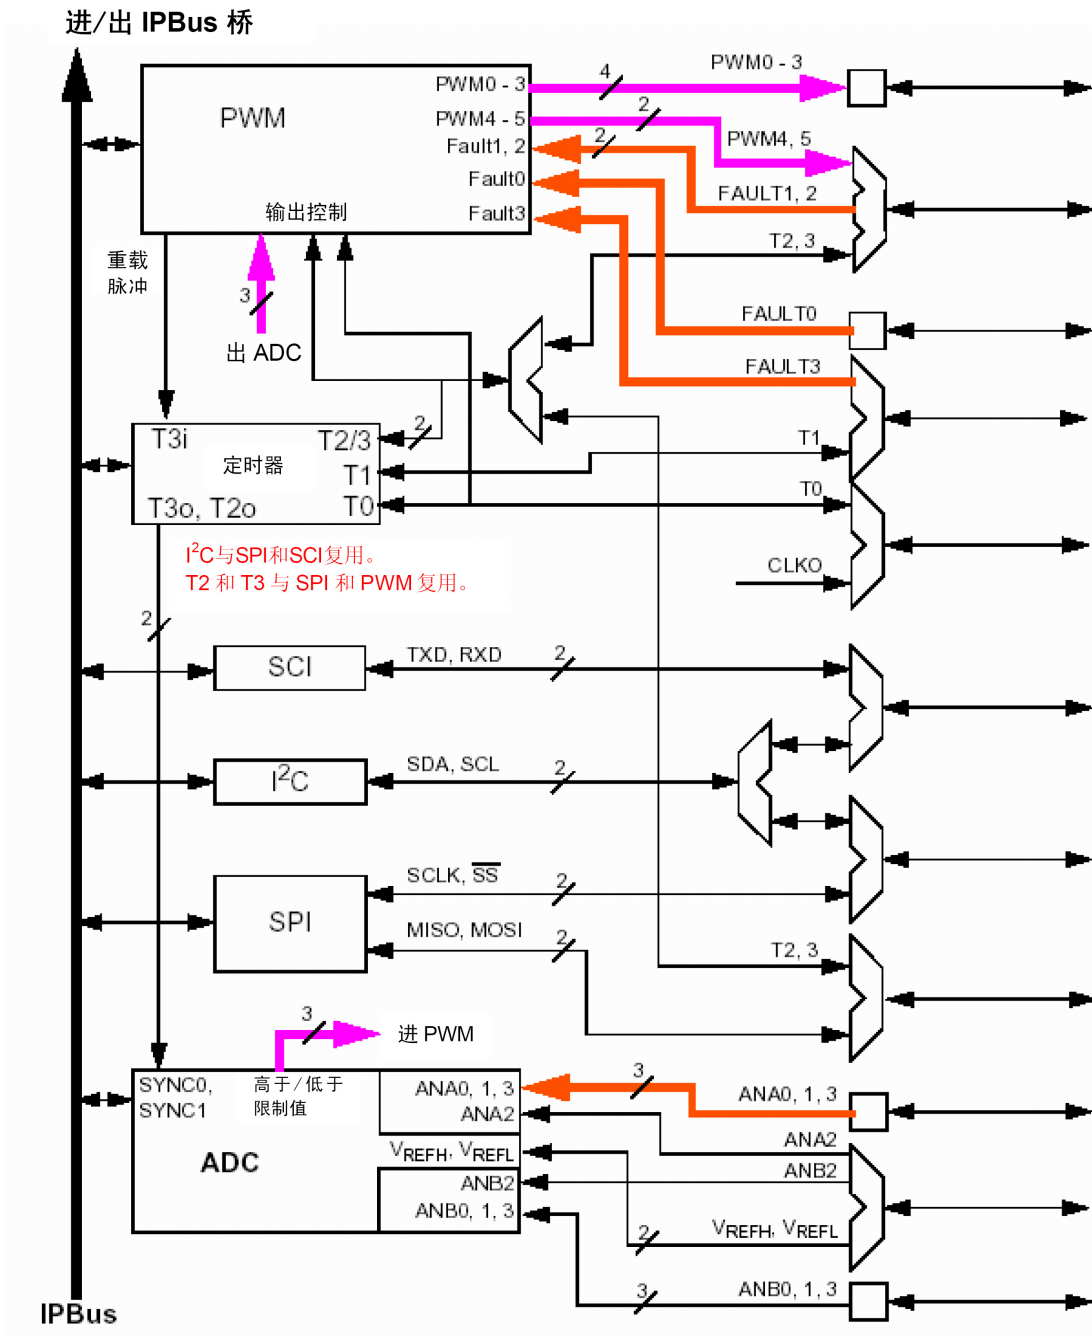 进/出 IPBus 桥
PWM
PWM0 - 3
4
PWM0 - 3
PWM4 - 5
2
PWM4, 5
Fault1, 2
2
FAULT1, 2
Fault0
Fault3
输出控制
T2, 3
重载
脉冲
3
出 ADC
FAULT0
FAULT3
T3i
T2/3
2
定时器
T1
T1
T3o, T2o
T0
T0
I²C与SPI和SCI复用。
T2 和 T3 与 SPI 和 PWM 复用。
CLKO
2
SCI
TXD, RXD
2
I²C
SDA, SCL
2
SPI
SCLK, S̅S̅
2
MISO, MOSI
2
T2, 3
3
进 PWM
SYNC0,
SYNC1
高于/低于
限制值
ADC
ANA0, 1, 3
3
ANA0, 1, 3
ANA2
ANA2
VREFH, VREFL
ANB2
ANB2
ANB0, 1, 3
2
VREFH, VREFL
3
ANB0, 1, 3
IPBus